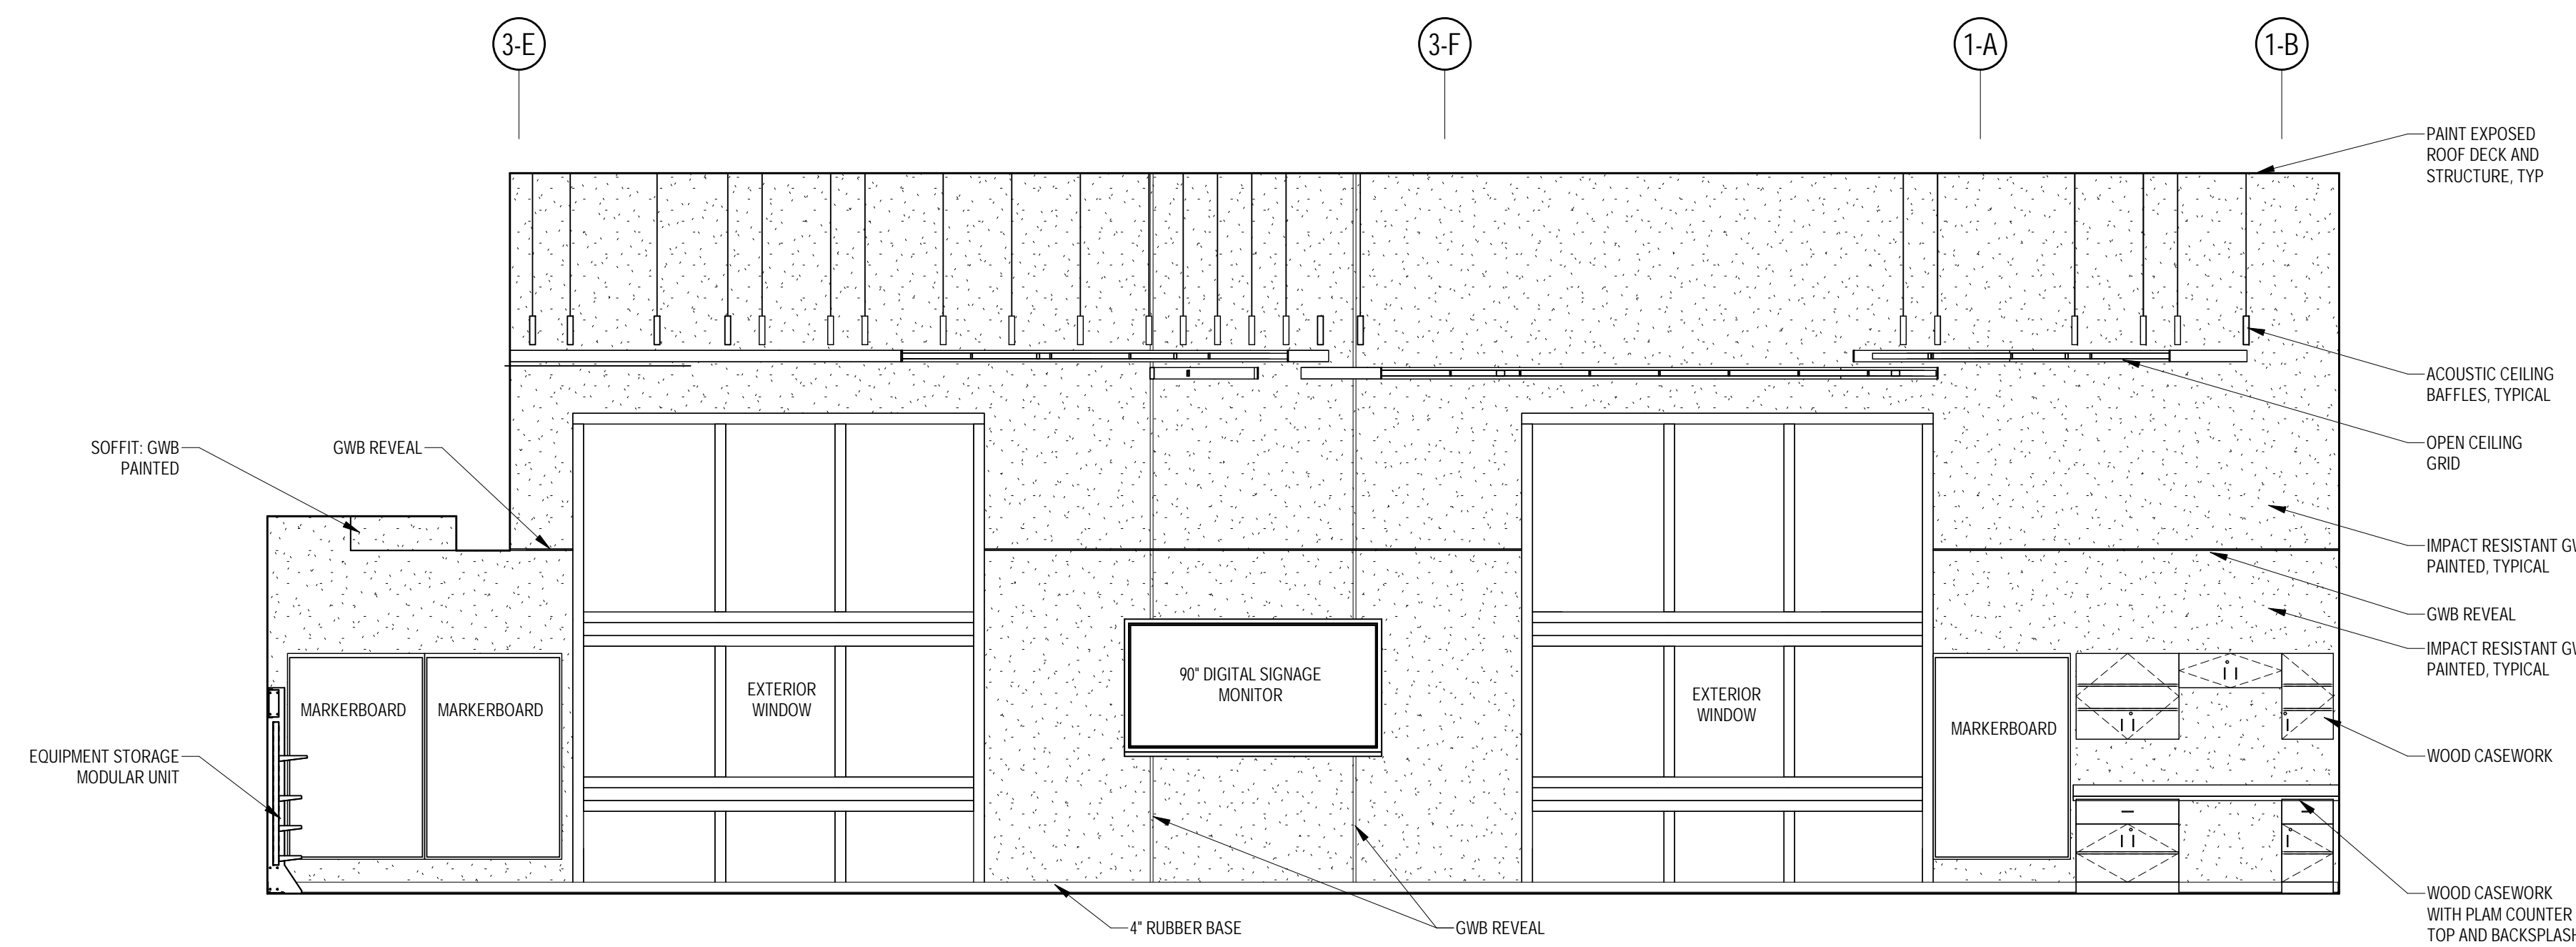 3-E
3-F
1-A
1-B
PAINT EXPOSED
ROOF DECK AND
STRUCTURE, TYP
ACOUSTIC CEILING
BAFFLES, TYPICAL
OPEN CEILING
GRID
SOFFIT: GWB
PAINTED
GWB REVEAL
IMPACT RESISTANT
PAINTED, TYPICAL
GWB REVEAL
IMPACT RESISTANT
PAINTED, TYPICAL
90" DIGITAL SIGNAGE
MONITOR
EXTERIOR
WINDOW
EXTERIOR
WINDOW
MARKERBOARD
MARKERBOARD
MARKERBOARD
EQUIPMENT STORAGE
MODULAR UNIT
WOOD CASEWORK
WOOD CASEWORK
WITH PLAM COUNTER
TOP AND BACKSPLASH
4" RUBBER BASE
GWB REVEAL